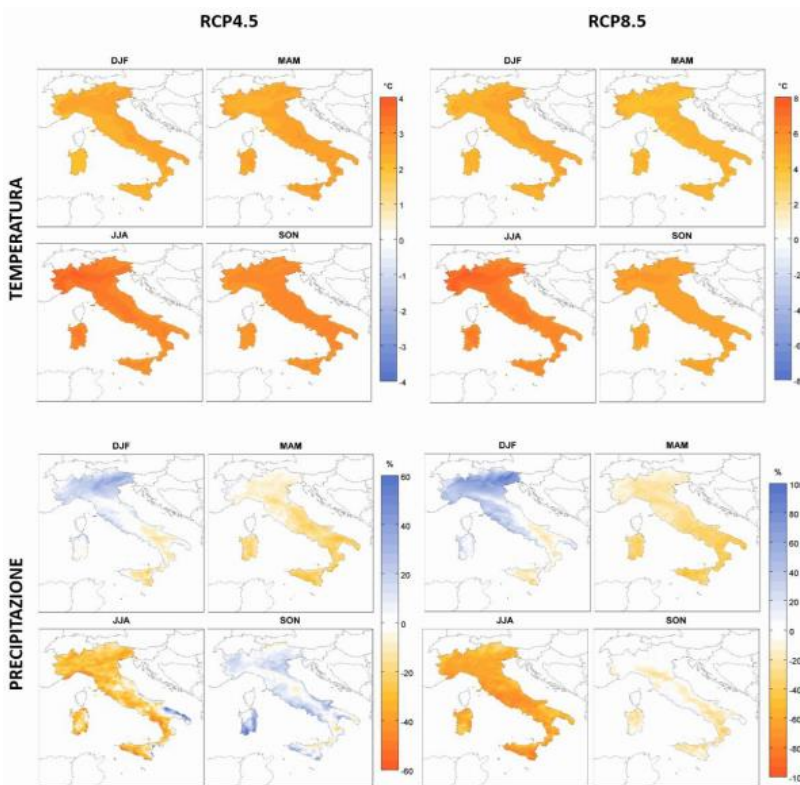 RCP4.5 RCP8.5
DJF MAM DJF MAM
°C °C
4 8
3 6
2 4
1 2
0 0
-1 -2
-2 -4
-3 -6
-4 -8
JJA SON JJA SON
TEMPERATURA
DJF MAM DJF MAM
% %
60 100
80
40 60
20 40
20
0 0
-20 -20
-40
-40 -60
-80
-60 -10
JJA SON JJA SON
PRECIPITAZIONE